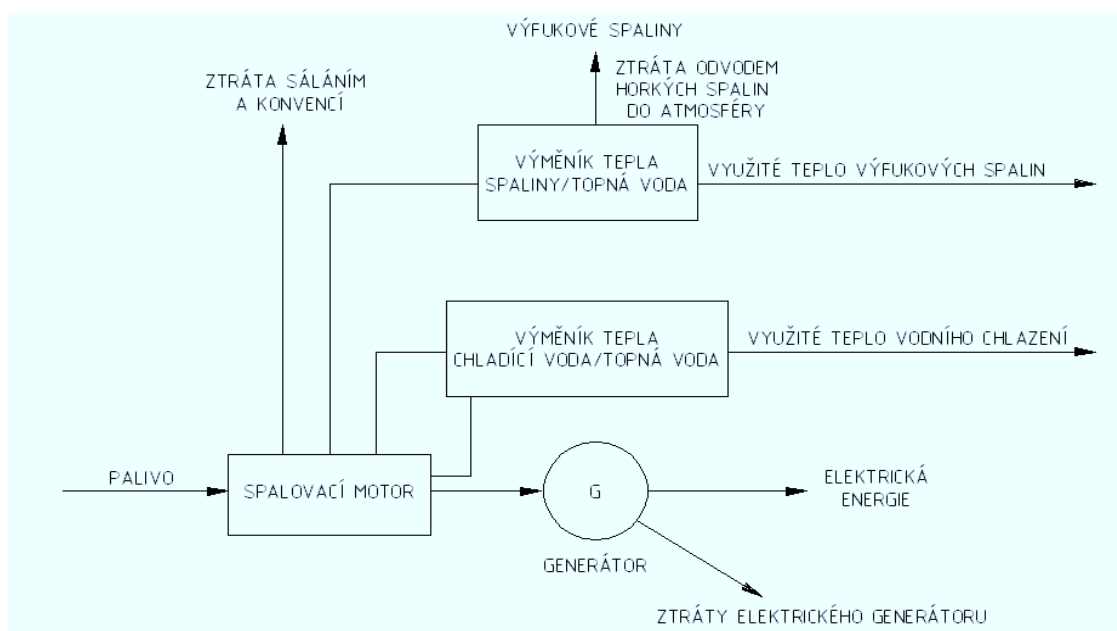 VÝFUKOVÉ SPALINY
ZTRÁTA SÁLÁNÍM
A KONVENCÍ
ZTRÁTA ODVODEM
HORKÝCH SPALIN
DO ATMOSFÉRY
VÝMĚNÍK TEPLA
SPALINY/TOPNÁ VODA
VYUŽITÉ TEPLO VÝFUKOVÝCH SPALIN
VÝMĚNÍK TEPLA
CHLADÍCÍ VODA/TOPNÁ VODA
VYUŽITÉ TEPLO VODNÍHO CHLAZENÍ
PALIVO
SPALOVACÍ MOTOR
G
ELEKTRICKÁ
ENERGIE
GENERÁTOR
ZTRÁTY ELEKTRICKÉHO GENERÁTORU